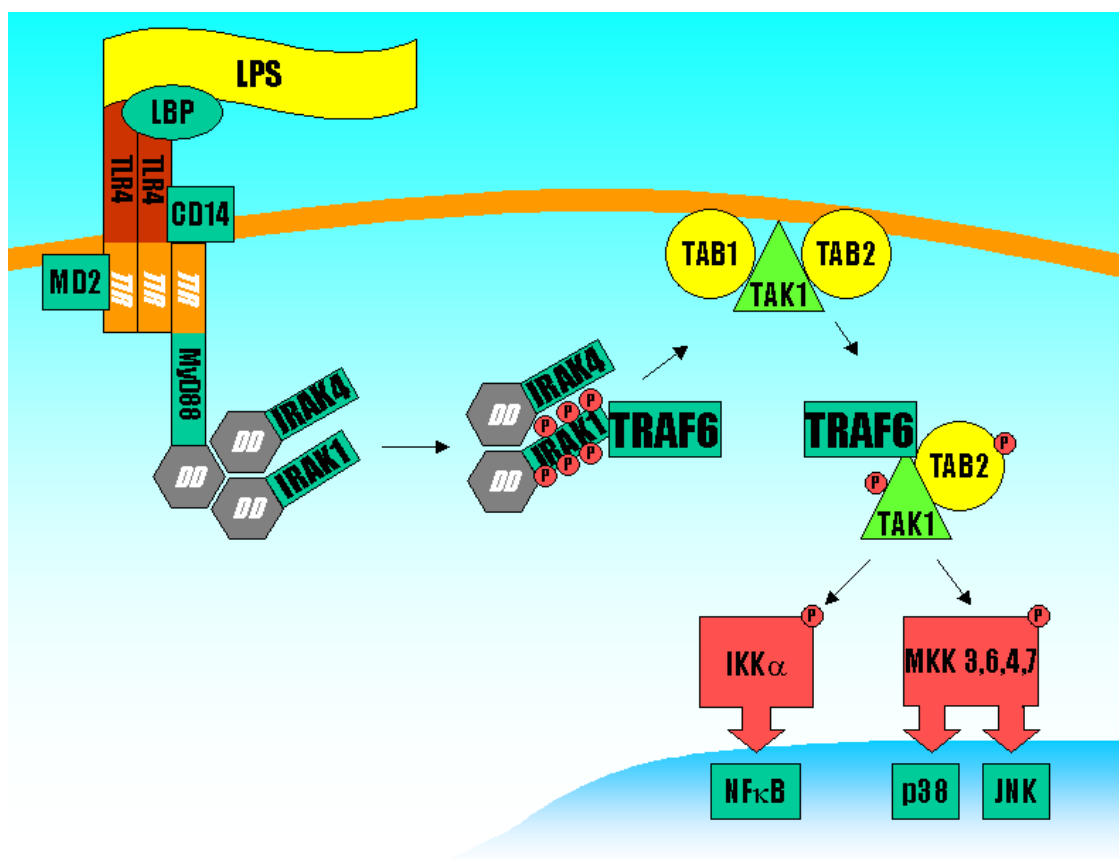 LPS
LBP
TLR4
TLR4
CD14
MD2
TIR
TIR
TIR
MyD88
DD
DD
DD
IRAK4
IRAK1
DD
DD
IRAK4
IRAK1
P
P
P
P
P
P
TRAF6
TAB1
TAK1
TAB2
TRAF6
TAB2
P
P
TAK1
P
IKKα
P
MKK 3,6,4,7
NFκB
p38
JNK